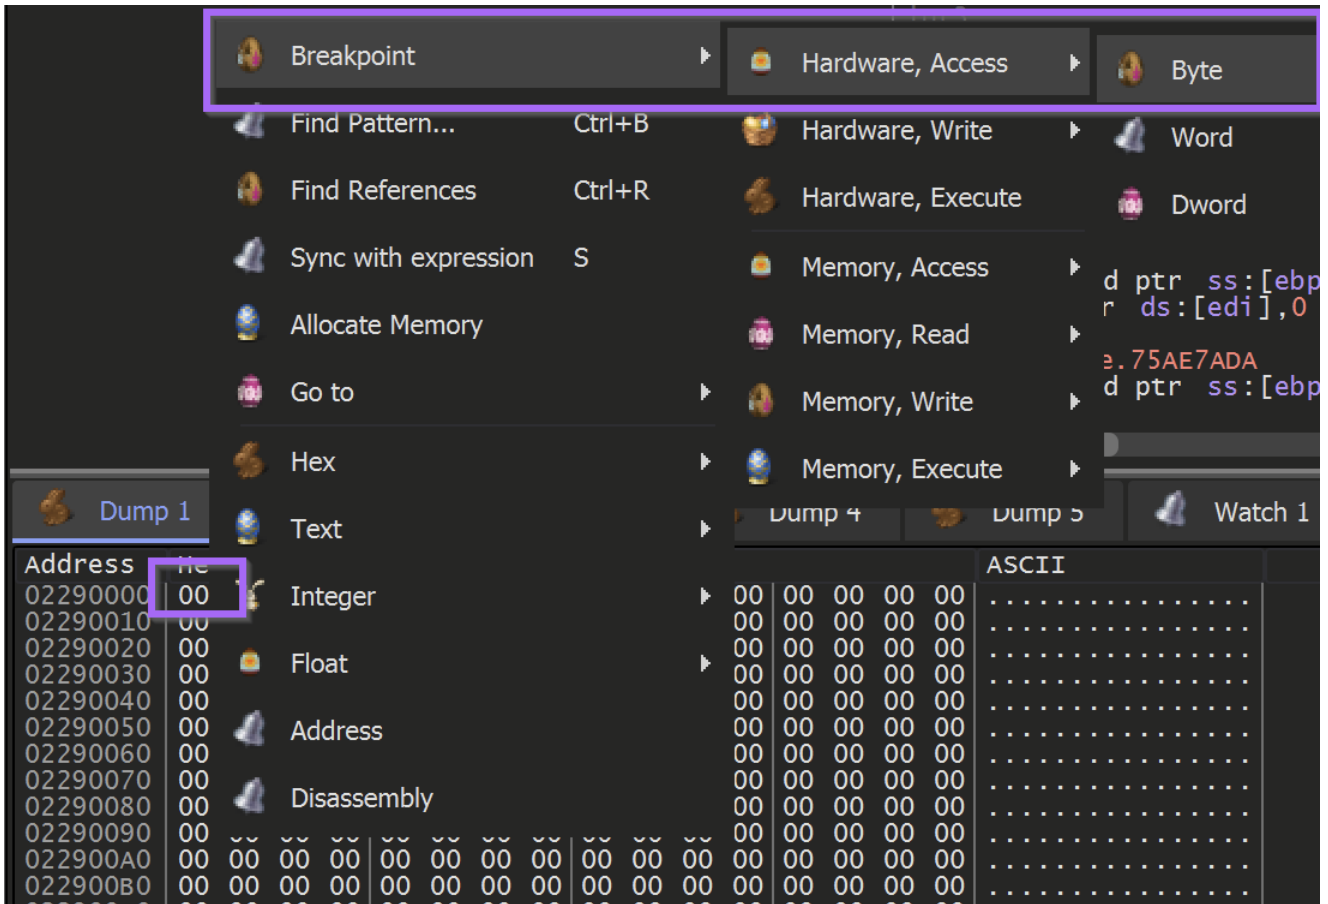 Breakpoint
Find Pattern... Ctrl+B
Find References Ctrl+R
Sync with expression S
Allocate Memory
Go to
Hex
Text
Integer
Float
Address
Disassembly
Hardware, Access
Hardware, Write
Hardware, Execute
Memory, Access
Memory, Read
Memory, Write
Memory, Execute
Byte
Word
Dword
d ptr ss:[ebp
r ds:[edi],0
e.75AE7ADA
d ptr ss:[ebp
Dump 1 Dump 4 Dump 5 Watch 1
Address He ASCII
02290000 00 00 00 00 00 00 ................
02290010 00 00 00 00 00 00 ................
02290020 00 00 00 00 00 00 ................
02290030 00 00 00 00 00 00 ................
02290040 00 00 00 00 00 00 ................
02290050 00 00 00 00 00 00 ................
02290060 00 00 00 00 00 00 ................
02290070 00 00 00 00 00 00 ................
02290080 00 00 00 00 00 00 ................
02290090 00 00 00 00 00 00 ................
022900A0 00 00 00 00 00 00 00 00 00 00 00 00 00 00 00 00 ................
022900B0 00 00 00 00 00 00 00 00 00 00 00 00 00 00 00 00 ................